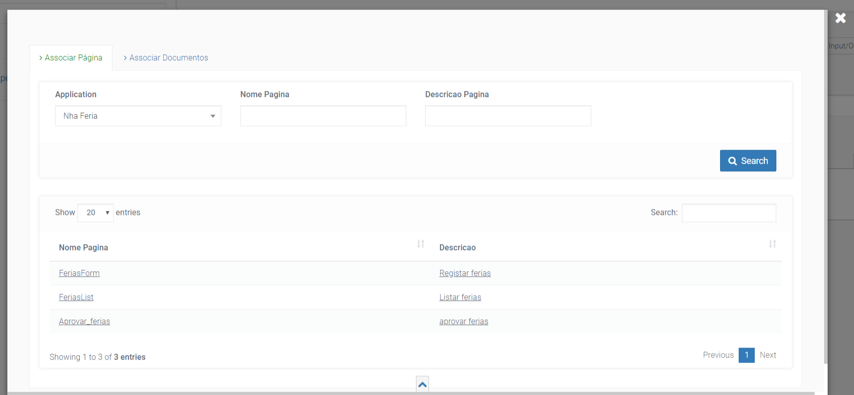 Associar Página
Associar Documentos
Application Nome Pagina Descricao Pagina
Nha Feria
Search
Show 20 entries Search:
Nome Pagina Descricao
FeriasForm Registar ferias
FeriasList Listar ferias
Aprovar_ferias aprovar ferias
Showing 1 to 3 of 3 entries Previous 1 Next
Input/O